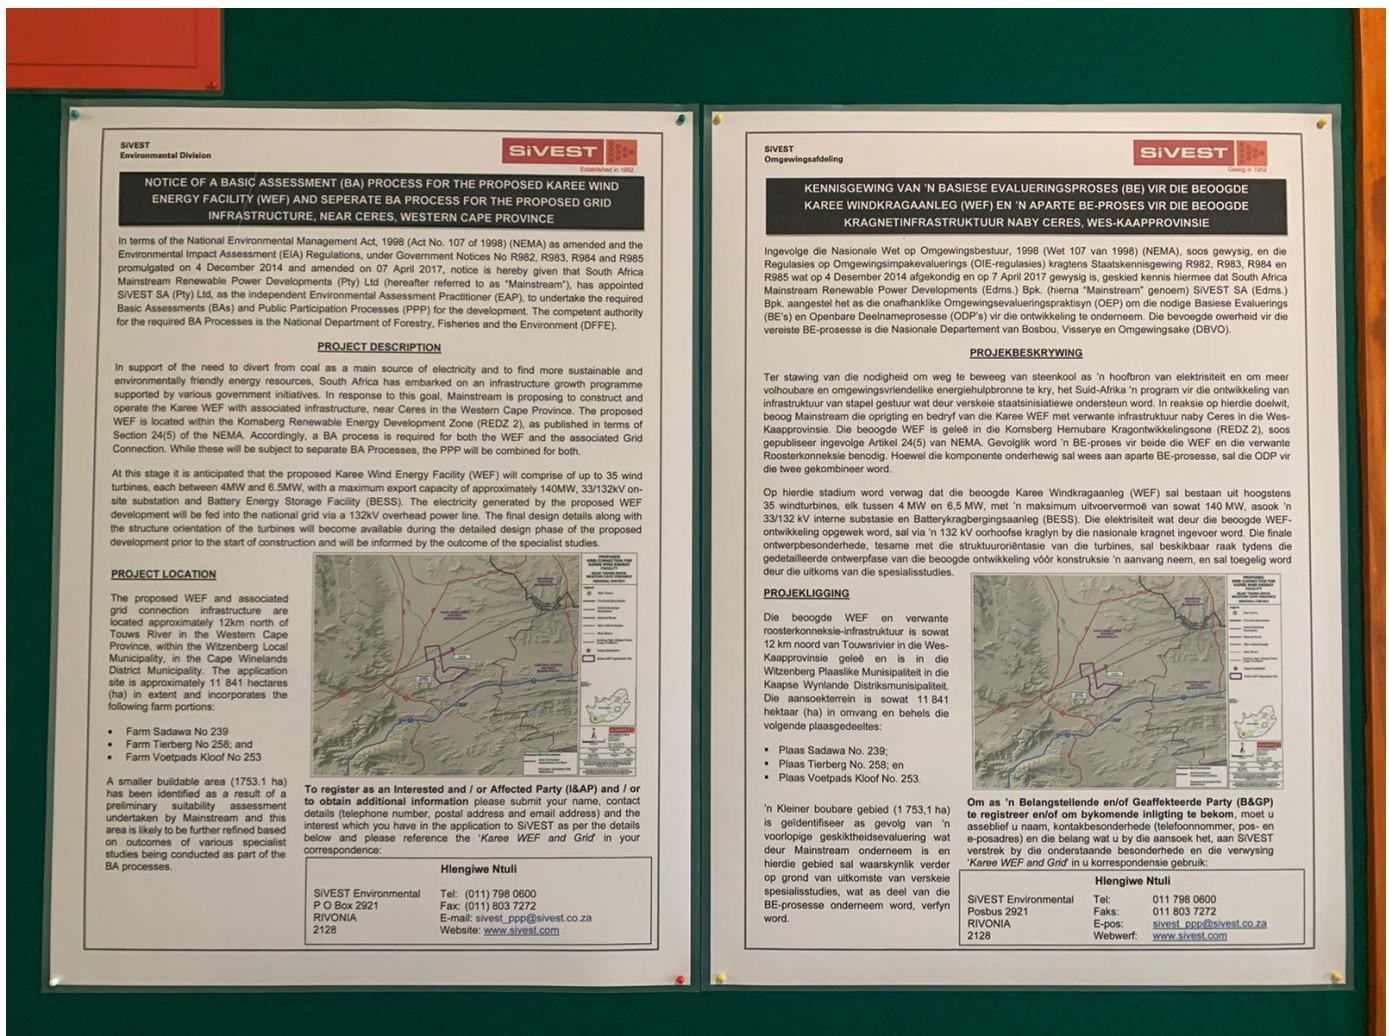 SiVEST
Environmental Division
SiVEST
Established in 1952
NOTICE OF A BASIC ASSESSMENT (BA) PROCESS FOR THE PROPOSED KAREE WIND
ENERGY FACILITY (WEF) AND SEPERATE BA PROCESS FOR THE PROPOSED GRID
INFRASTRUCTURE, NEAR CERES, WESTERN CAPE PROVINCE
In terms of the National Environmental Management Act, 1998 (Act No. 107 of 1998) (NEMA) as amended and the
Environmental Impact Assessment (EIA) Regulations, under Government Notices No R982, R983, R984 and R985
promulgated on 4 December 2014 and amended on 07 April 2017, notice is hereby given that South Africa
Mainstream Renewable Power Developments (Pty) Ltd (hereafter referred to as "Mainstream"), has appointed
SiVEST SA (Pty) Ltd, as the independent Environmental Assessment Practitioner (EAP), to undertake the required
Basic Assessments (BAs) and Public Participation Processes (PPP) for the development. The competent authority
for the required BA Processes is the National Department of Forestry, Fisheries and the Environment (DFFE).
PROJECT DESCRIPTION
In support of the need to divert from coal as a main source of electricity and to find more sustainable and
environmentally friendly energy resources, South Africa has embarked on an infrastructure growth programme
supported by various government initiatives. In response to this goal, Mainstream is proposing to construct and
operate the Karee WEF with associated infrastructure, near Ceres in the Western Cape Province. The proposed
WEF is located within the Komsberg Renewable Energy Development Zone (REDZ 2), as published in terms of
Section 24(5) of the NEMA. Accordingly, a BA process is required for both the WEF and the associated Grid
Connection. While these will be subject to separate BA Processes, the PPP will be combined for both.
At this stage it is anticipated that the proposed Karee Wind Energy Facility (WEF) will comprise of up to 35 wind
turbines, each between 4MW and 6.5MW, with a maximum export capacity of approximately 140MW, 33/132kV on-
site substation and Battery Energy Storage Facility (BESS). The electricity generated by the proposed WEF
development will be fed into the national grid via a 132kV overhead power line. The final design details along with
the structure orientation of the turbines will become available during the detailed design phase of the proposed
development prior to the start of construction and will be informed by the outcome of the specialist studies.
PROJECT LOCATION
The proposed WEF and associated
grid connection infrastructure are
located approximately 12km north of
Touws River in the Western Cape
Province, within the Witzenberg Local
Municipality, in the Cape Winelands
District Municipality. The application
site is approximately 11 841 hectares
(ha) in extent and incorporates the
following farm portions:
• Farm Sadawa No 239
• Farm Tierberg No 258; and
• Farm Voetpads Kloof No 253
A smaller buildable area (1753.1 ha)
has been identified as a result of a
preliminary suitability assessment
undertaken by Mainstream and this
area is likely to be further refined based
on outcomes of various specialist
studies being conducted as part of the
BA processes.
To register as an Interested and / or Affected Party (I&AP) and / or
to obtain additional information please submit your name, contact
details (telephone number, postal address and email address) and the
interest which you have in the application to SiVEST as per the details
below and please reference the 'Karee WEF and Grid' in your
correspondence:
Hlengiwe Ntuli
SiVEST Environmental Tel: (011) 798 0600
P O Box 2921 Fax: (011) 803 7272
RIVONIA E-mail: sivest_ppp@sivest.co.za
2128 Website: www.sivest.com
SiVEST
Omgewingsafdeling
SiVEST
Gestig in 1952
KENNISGEWING VAN 'N BASIESE EVALUERINGSPROSES (BE) VIR DIE BEOOGDE
KAREE WINDKRAGAANLEG (WEF) EN 'N APARTE BE-PROSES VIR DIE BEOOGDE
KRAGNETINFRASTRUKTUUR NABY CERES, WES-KAAPPROVINSIE
Ingevolge die Nasionale Wet op Omgewingsbestuur, 1998 (Wet 107 van 1998) (NEMA), soos gewysig, en die
Regulasies op Omgewingsimpakevaluerings (OIE-regulasies) kragtens Staatskennisgewing R982, R983, R984 en
R985 wat op 4 Desember 2014 afgekondig en op 7 April 2017 gewysig is, geskied kennis hiermee dat South Africa
Mainstream Renewable Power Developments (Edms.) Bpk. (hierna "Mainstream" genoem) SiVEST SA (Edms.)
Bpk. aangestel het as die onafhanklike Omgewingsevalueringspraktisyn (OEP) om die nodige Basiese Evaluerings
(BE's) en Openbare Deelnameprosesse (ODP's) vir die ontwikkeling te onderneem. Die bevoegde owerheid vir die
vereiste BE-prosesse is die Nasionale Departement van Bosbou, Visserye en Omgewingsake (DBVO).
PROJEKBESKRYWING
Ter stawing van die nodigheid om weg te beweeg van steenkool as 'n hoofbron van elektrisiteit en om meer
volhoubare en omgewingsvriendelike energiehulpbronne te kry, het Suid-Afrika 'n program vir die ontwikkeling van
infrastruktuur van stapel gestuur wat deur verskeie staatsinisiatiewe ondersteun word. In reaksie op hierdie doelwit,
beoog Mainstream die oprigting en bedryf van die Karee WEF met verwante infrastruktuur naby Ceres in die Wes-
Kaapprovinsie. Die beoogde WEF is geleë in die Komsberg Hernubare Kragontwikkelingsone (REDZ 2), soos
gepubliseer ingevolge Artikel 24(5) van NEMA. Gevolglik word 'n BE-proses vir beide die WEF en die verwante
Roosterkonneksie benodig. Hoewel die komponente onderhewig sal wees aan aparte BE-prosesse, sal die ODP vir
die twee gekombineer word.
Op hierdie stadium word verwag dat die beoogde Karee Windkragaanleg (WEF) sal bestaan uit hoogstens
35 windturbines, elk tussen 4 MW en 6,5 MW, met 'n maksimum uitvoervermoë van sowat 140 MW, asook 'n
33/132 kV interne substasie en Batterykragbergingsaanleg (BESS). Die elektrisiteit wat deur die beoogde WEF-
ontwikkeling opgewek word, sal via 'n 132 kV oorhoofse kraglyn by die nasionale kragnet ingevoer word. Die finale
ontwerpbesonderhede, tesame met die struktuuroriëntasie van die turbines, sal beskikbaar raak tydens die
gedetailleerde ontwerpfase van die beoogde ontwikkeling vóór konstruksie 'n aanvang neem, en sal toegelig word
deur die uitkoms van die spesialisstudies.
PROJEKLIGGING
Die beoogde WEF en verwante
roosterkonneksie-infrastruktuur is sowat
12 km noord van Touwsrivier in die Wes-
Kaapprovinsie geleë en is in die
Witzenberg Plaaslike Munisipaliteit in die
Kaapse Wynlande Distriksmunisipaliteit.
Die aansoekterrein is sowat 11 841
hektaar (ha) in omvang en behels die
volgende plaasgedeeltes:
▪ Plaas Sadawa No. 239;
▪ Plaas Tierberg No. 258; en
▪ Plaas Voetpads Kloof No. 253.
'n Kleiner boubare gebied (1 753,1 ha)
is geïdentifiseer as gevolg van 'n
voorlopige geskiktheidsevaluering wat
deur Mainstream onderneem is en
hierdie gebied sal waarskynlik verder
op grond van uitkomste van verskeie
spesialisstudies, wat as deel van die
BE-prosesse onderneem word, verfyn
word.
Om as 'n Belangstellende en/of Geaffekteerde Party (B&GP)
te registreer en/of om bykomende inligting te bekom, moet u
asseblief u naam, kontakbesonderhede (telefoonnommer, pos- en
e-posadres) en die belang wat u by die aansoek het, aan SiVEST
verstrek by die onderstaande besonderhede en die verwysing
'Karee WEF and Grid' in u korrespondensie gebruik:
Hlengiwe Ntuli
SiVEST Environmental Tel: 011 798 0600
Posbus 2921 Faks: 011 803 7272
RIVONIA E-pos: sivest_ppp@sivest.co.za
2128 Webwerf: www.sivest.com